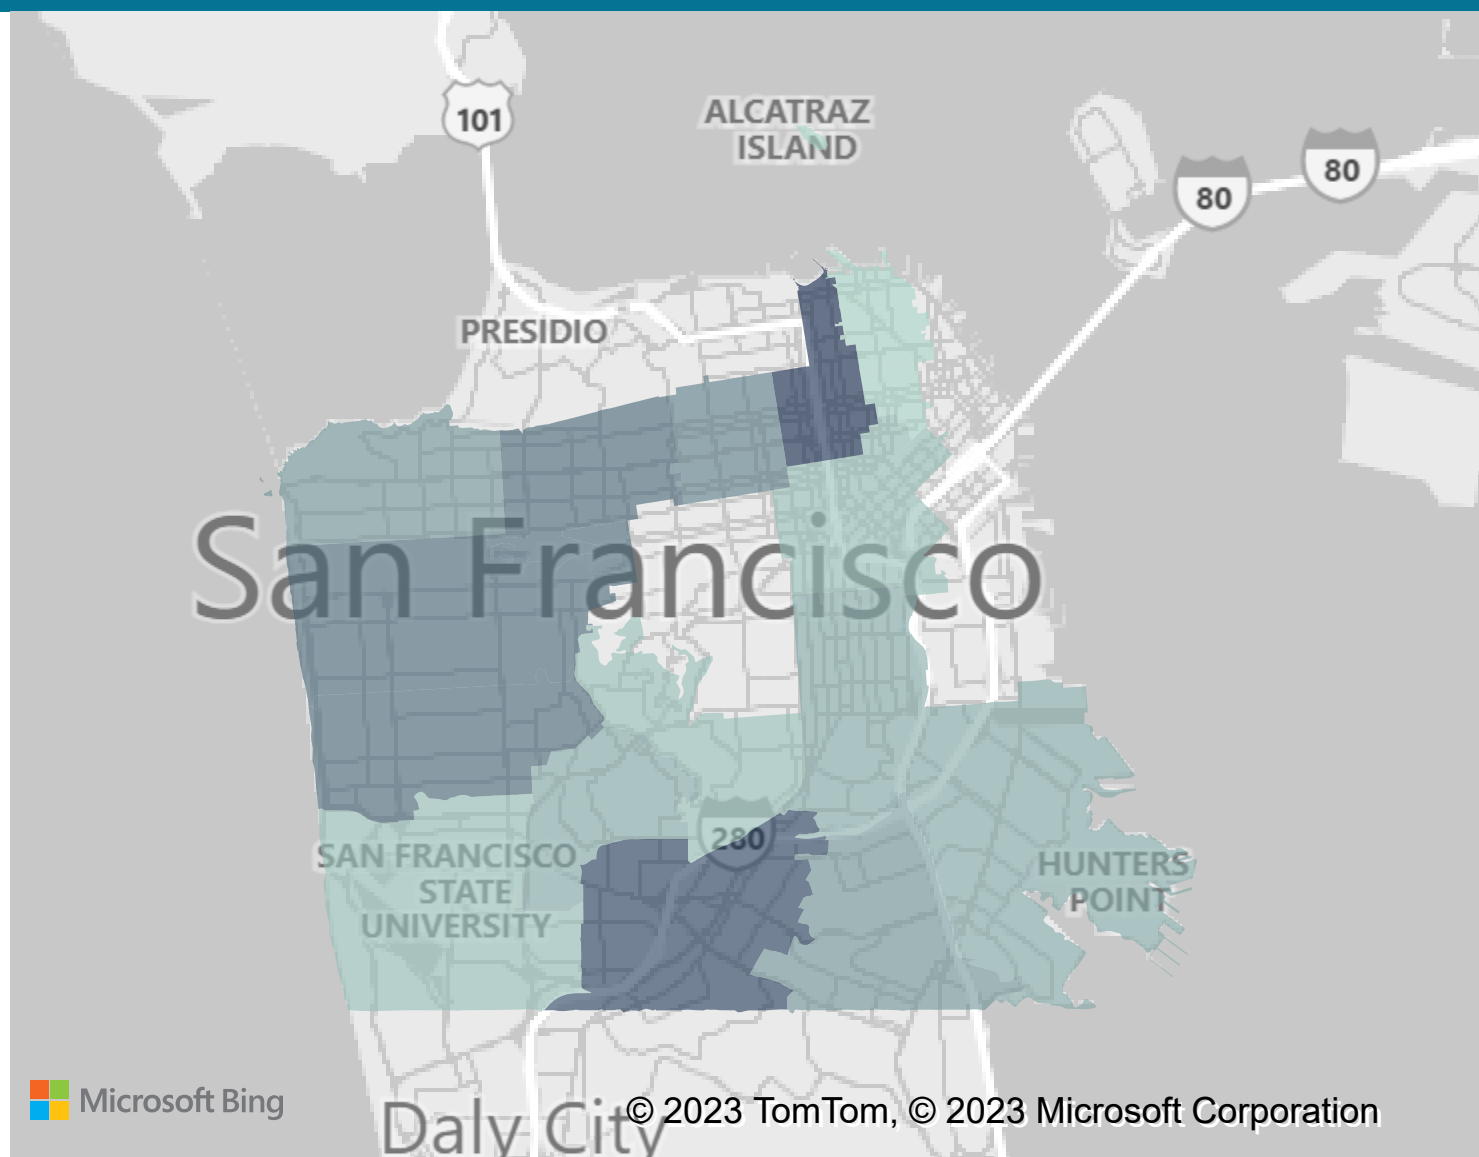 101
ALCATRAZ
ISLAND
80
80
PRESIDIO
San Francisco
280
SAN FRANCISCO
STATE
UNIVERSITY
HUNTERS
POINT
Microsoft Bing
Daly City
© 2023 TomTom, © 2023 Microsoft Corporation